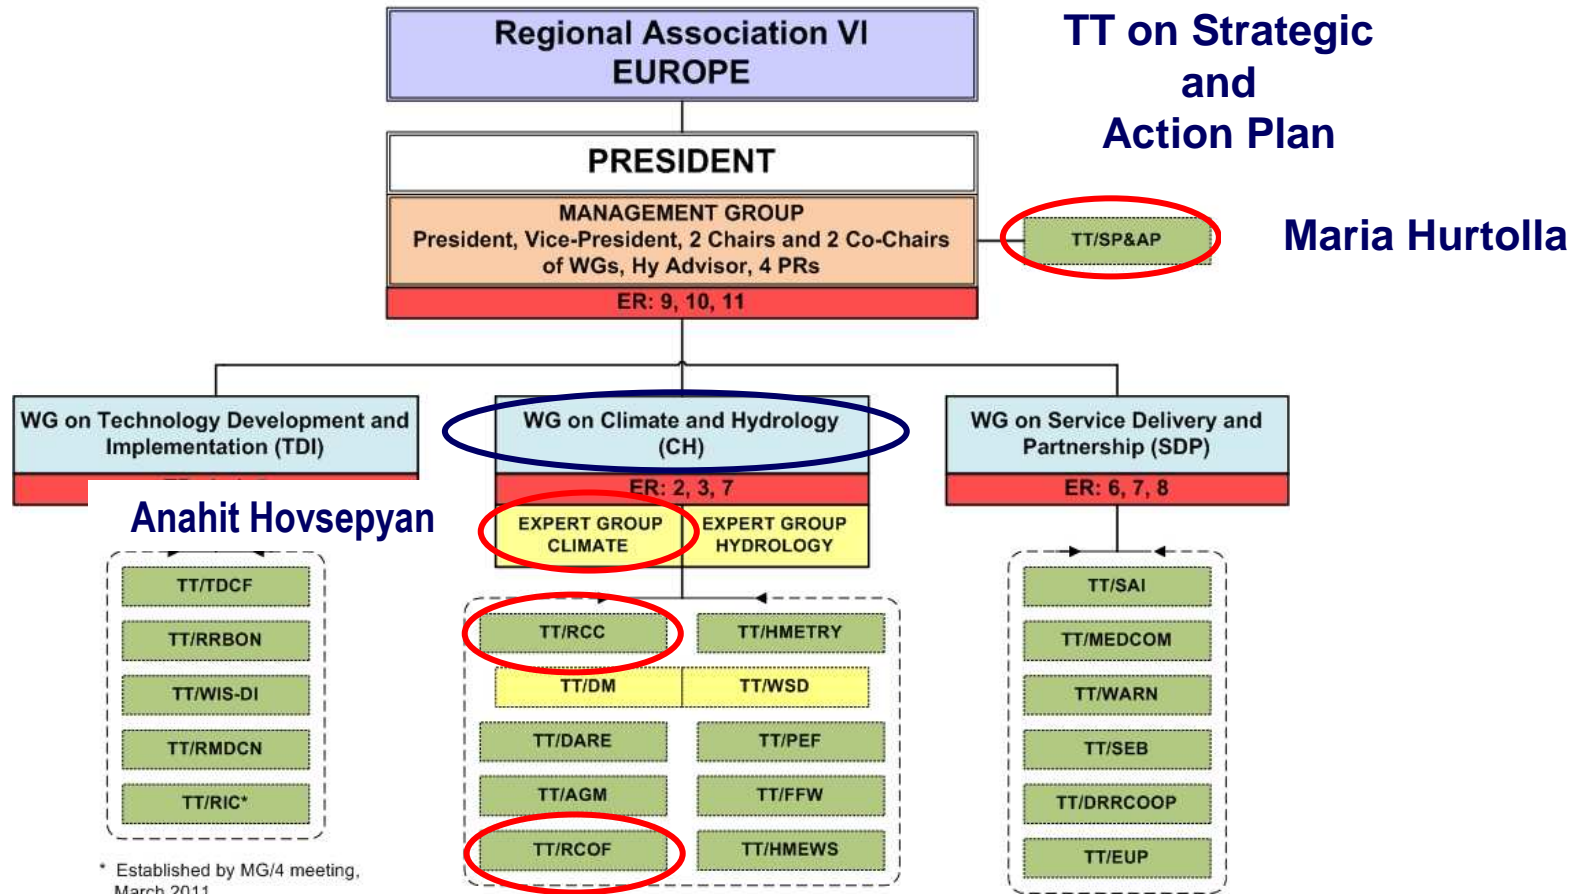 Regional Association VI
EUROPE
TT on Strategic
and
Action Plan
PRESIDENT
MANAGEMENT GROUP
President, Vice-President, 2 Chairs and 2 Co-Chairs
of WGs, Hy Advisor, 4 PRs
ER: 9, 10, 11
TT/SP&AP
Maria Hurtolla
WG on Technology Development and
Implementation (TDI)
WG on Climate and Hydrology
(CH)
ER: 2, 3, 7
WG on Service Delivery and
Partnership (SDP)
ER: 6, 7, 8
Anahit Hovsepyan
EXPERT GROUP
CLIMATE
EXPERT GROUP
HYDROLOGY
TT/TDCF
TT/RRBON
TT/WIS-DI
TT/RMDCN
TT/RIC*
* Established by MG/4 meeting,
March 2011
TT/RCC
TT/HMETRY
TT/DM
TT/WSD
TT/DARE
TT/PEF
TT/AGM
TT/FFW
TT/RCOF
TT/HMEWS
TT/SAI
TT/MEDCOM
TT/WARN
TT/SEB
TT/DRRCOOP
TT/EUP